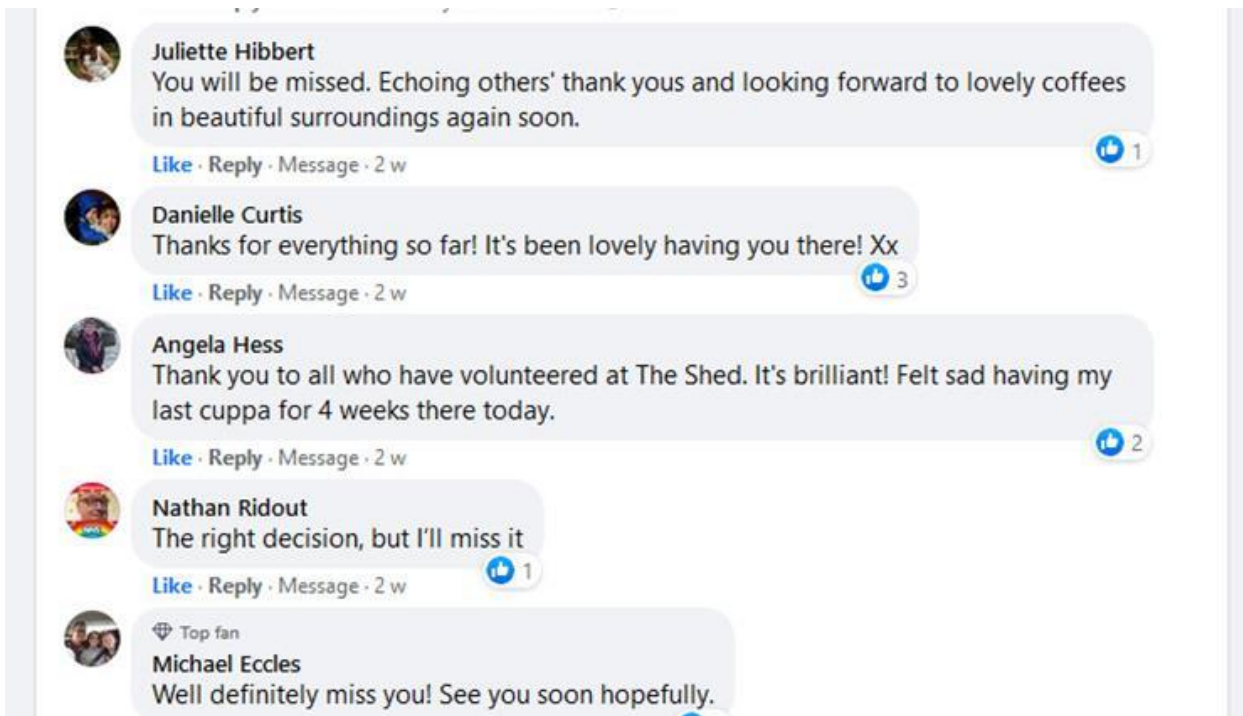 Juliette Hibbert
You will be missed. Echoing others' thank yous and looking forward to lovely coffees
in beautiful surroundings again soon.
1
Like · Reply · Message · 2 w
Danielle Curtis
Thanks for everything so far! It's been lovely having you there! Xx
3
Like · Reply · Message · 2 w
Angela Hess
Thank you to all who have volunteered at The Shed. It's brilliant! Felt sad having my
last cuppa for 4 weeks there today.
2
Like · Reply · Message · 2 w
Nathan Ridout
The right decision, but I'll miss it
1
Like · Reply · Message · 2 w
Top fan
Michael Eccles
Well definitely miss you! See you soon hopefully.